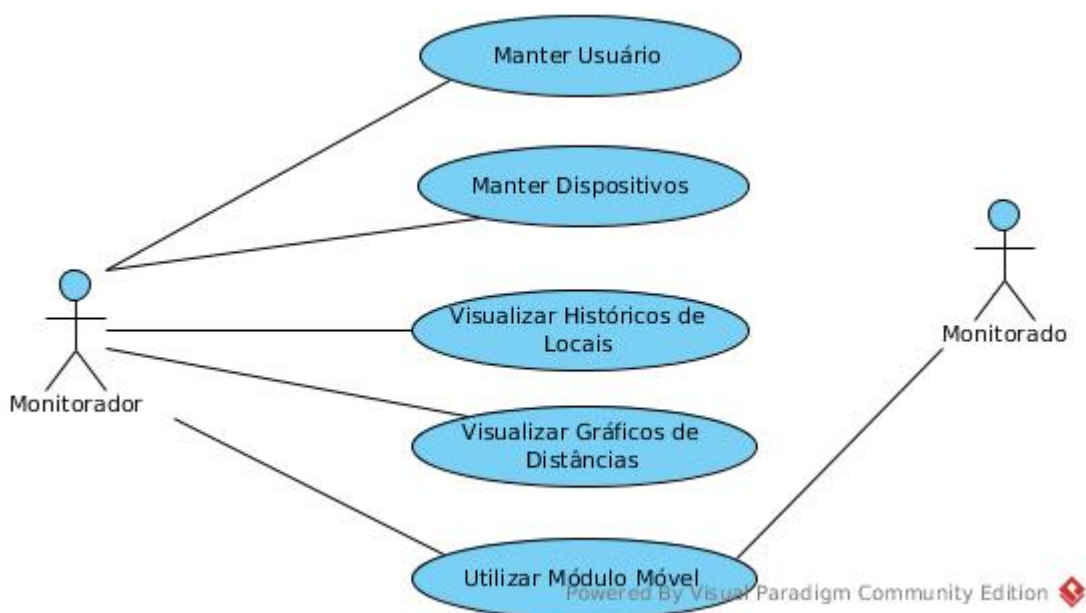 Manter Usuário
Manter Dispositivos
Visualizar Históricos de
Locais
Visualizar Gráficos de
Distâncias
Utilizar Módulo Móvel
Monitorador
Monitorado
Powered By Visual Paradigm Community Edition